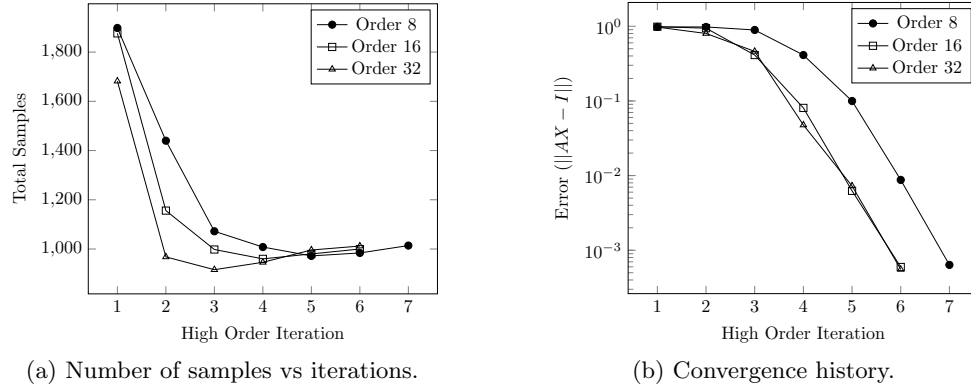 Order 8
Order 16
Order 32
1,800
1,600
1,400
1,200
1,000
Total Samples
1 2 3 4 5 6 7
High Order Iteration
(a) Number of samples vs iterations.
Order 8
Order 16
Order 32
10⁰
10⁻¹
10⁻²
10⁻³
Error (||AX − I||)
1 2 3 4 5 6 7
High Order Iteration
(b) Convergence history.